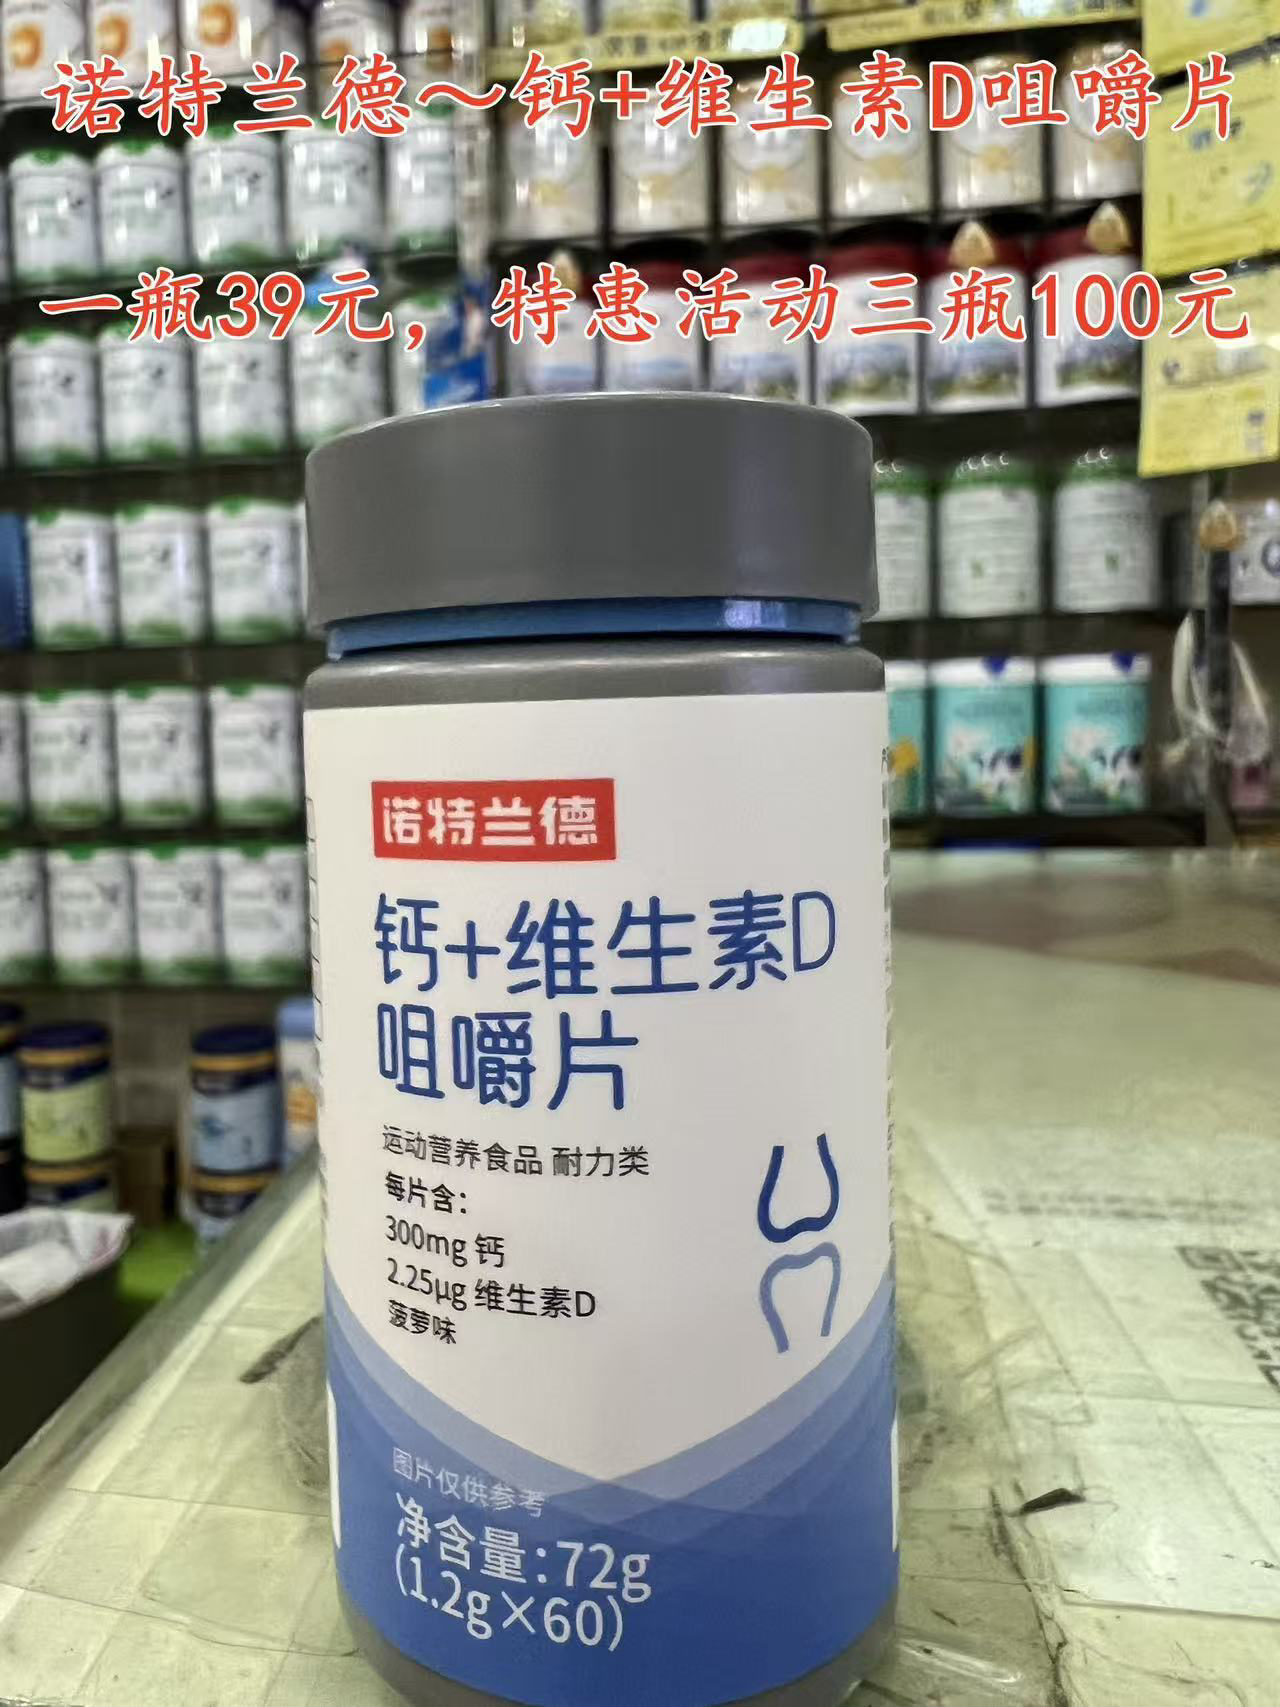 诺特兰德～钙+维生素D咀嚼片
一瓶39元，特惠活动三瓶100元
诺特兰德
钙+维生素D
咀嚼片
运动营养食品 耐力类
每片含：
300mg 钙
2.25µg 维生素D
菠萝味
图片仅供参考
净含量：72g
(1.2g×60)